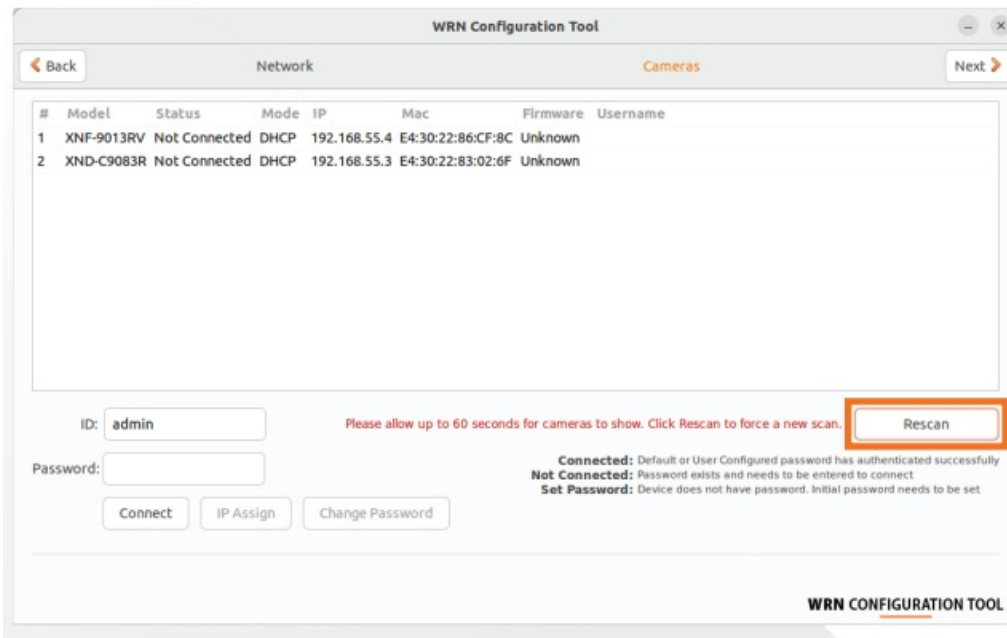 WRN Configuration Tool
Back Network Cameras Next
# Model Status Mode IP Mac Firmware Username
1 XNF-9013RV Not Connected DHCP 192.168.55.4 E4:30:22:86:CF:8C Unknown
2 XND-C9083R Not Connected DHCP 192.168.55.3 E4:30:22:83:02:6F Unknown
ID: admin Please allow up to 60 seconds for cameras to show. Click Rescan to force a new scan. Rescan
Connected: Default or User Configured password has authenticated successfully
Password: Not Connected: Password exists and needs to be entered to connect
Set Password: Device does not have password. Initial password needs to be set
Connect IP Assign Change Password
WRN CONFIGURATION TOOL